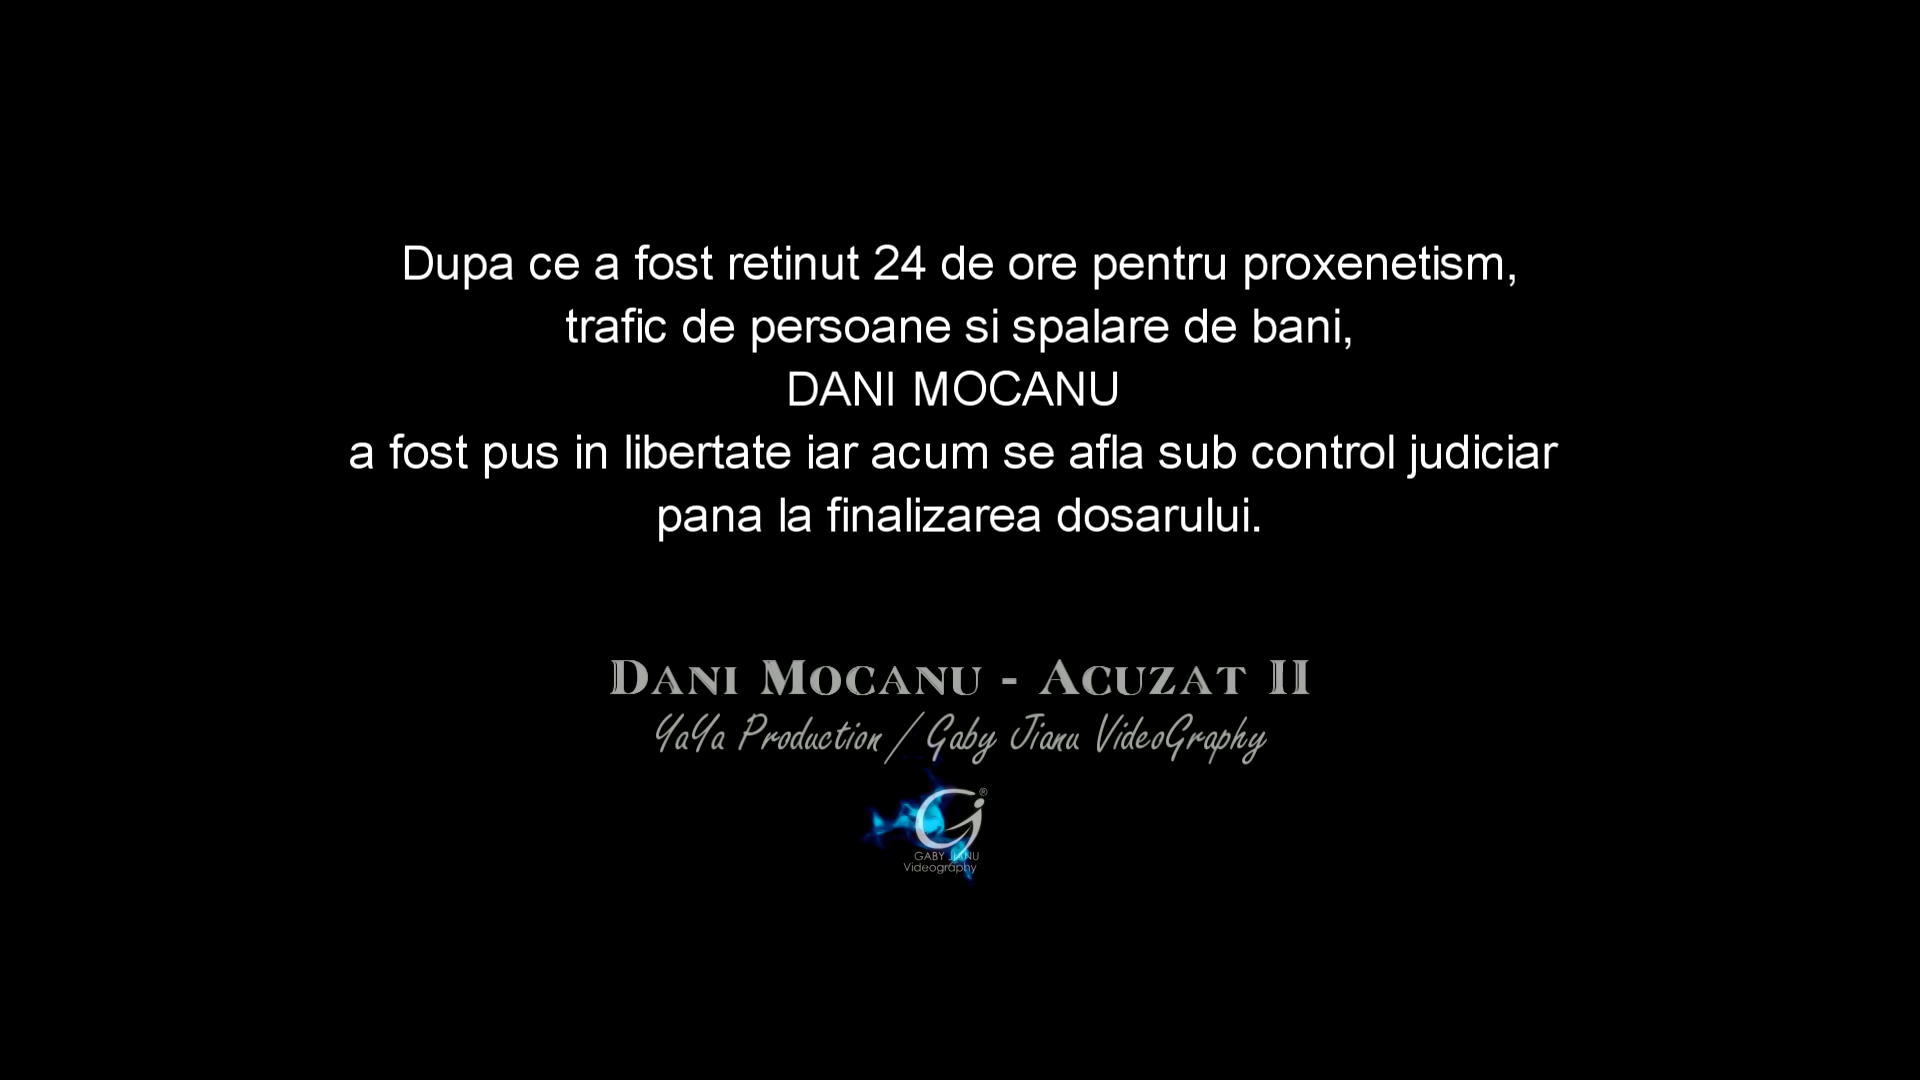 Dupa ce a fost retinut 24 de ore pentru proxenetism,
trafic de persoane si spalare de bani,
DANI MOCANU
a fost pus in libertate iar acum se afla sub control judiciar
pana la finalizarea dosarului.
Dani Mocanu - Acuzat II
YaYa Production / Gaby Jianu VideoGraphy
®
GABY JIANU
Videography